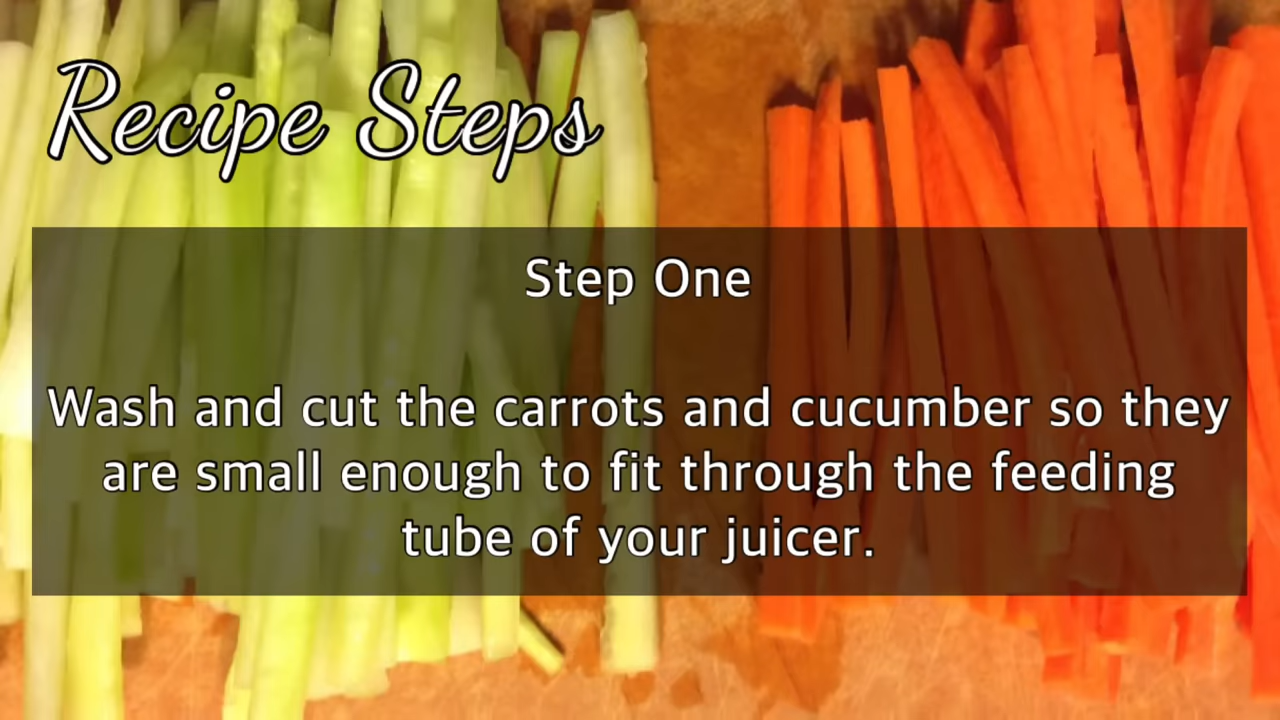 Recipe Steps
Step One
Wash and cut the carrots and cucumber so they
are small enough to fit through the feeding
tube of your juicer.